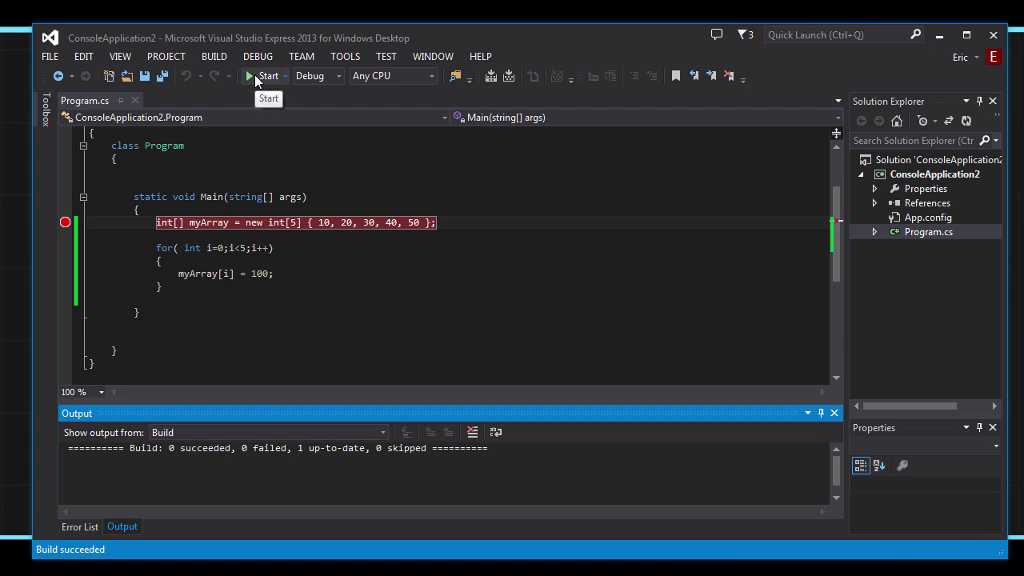 ConsoleApplication2 - Microsoft Visual Studio Express 2013 for Windows Desktop
3
Quick Launch (Ctrl+Q)
FILE EDIT VIEW PROJECT BUILD DEBUG TEAM TOOLS TEST WINDOW HELP
Eric E
Start Debug Any CPU
Start
Toolbox
Program.cs
ConsoleApplication2.Program
Main(string[] args)
{
class Program
{
static void Main(string[] args)
{
int[] myArray = new int[5] { 10, 20, 30, 40, 50 };
for( int i=0;i<5;i++)
{
myArray[i] = 100;
}
}
}
}
100 %
Output
Show output from: Build
========== Build: 0 succeeded, 0 failed, 1 up-to-date, 0 skipped ==========
Error List Output
Build succeeded
Solution Explorer
Search Solution Explorer (Ctr
Solution 'ConsoleApplication2
ConsoleApplication2
Properties
References
App.config
Program.cs
Properties